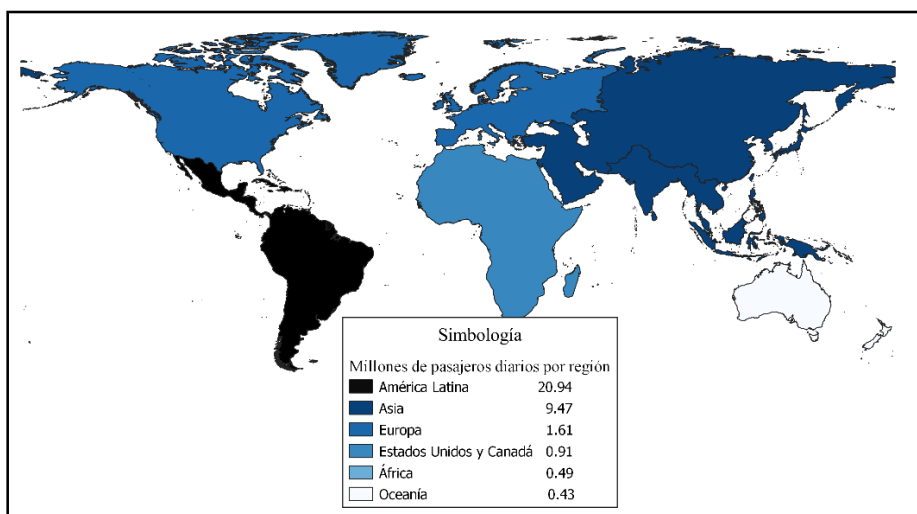 Simbología
Millones de pasajeros diarios por región
América Latina 20.94
Asia 9.47
Europa 1.61
Estados Unidos y Canadá 0.91
África 0.49
Oceanía 0.43